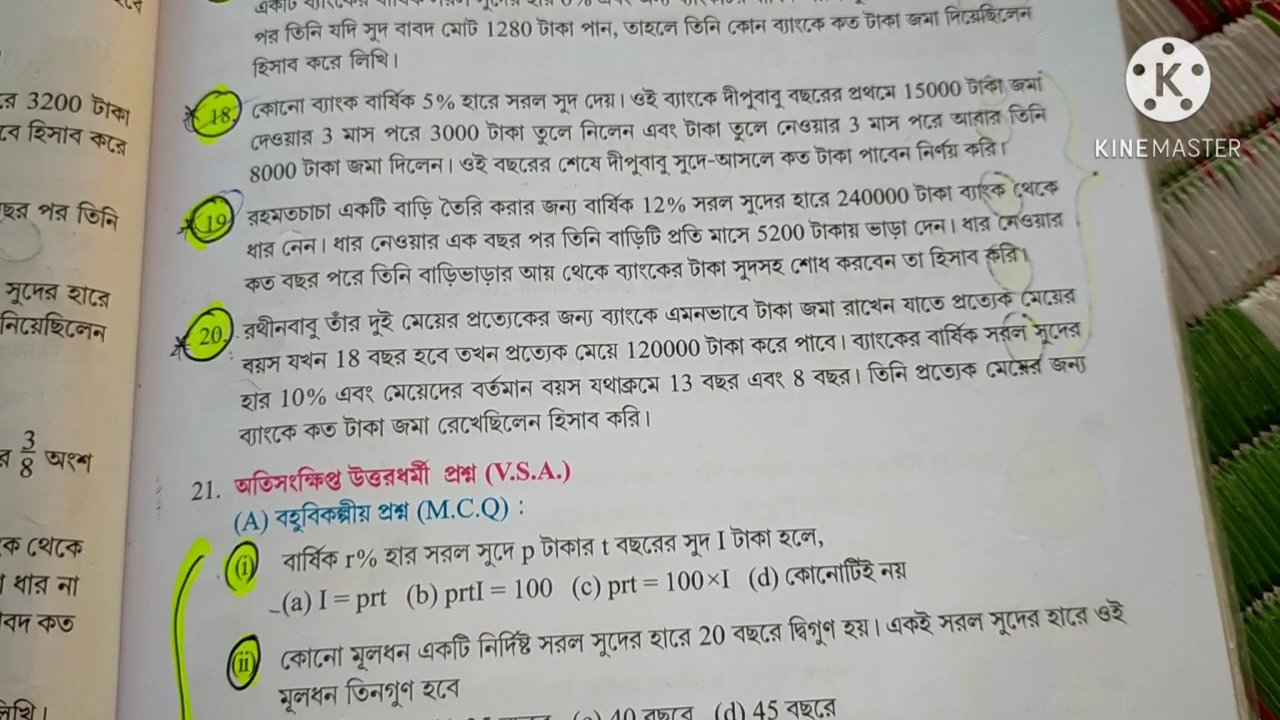 পর তিনি যদি সুদ বাবদ মোট 1280 টাকা পান, তাহলে তিনি কোন ব্যাংকে কত টাকা জমা দিয়েছিলেন
হিসাব করে লিখি।
18. কোনো ব্যাংক বার্ষিক 5% হারে সরল সুদ দেয়। ওই ব্যাংকে দীপুবাবু বছরের প্রথমে 15000 টাকা জমা
দেওয়ার 3 মাস পরে 3000 টাকা তুলে নিলেন এবং টাকা তুলে নেওয়ার 3 মাস পরে আবার তিনি
8000 টাকা জমা দিলেন। ওই বছরের শেষে দীপুবাবু সুদে-আসলে কত টাকা পাবেন নির্ণয় করি।
19. রহমতচাচা একটি বাড়ি তৈরি করার জন্য বার্ষিক 12% সরল সুদের হারে 240000 টাকা ব্যাংক থেকে
ধার নেন। ধার নেওয়ার এক বছর পর তিনি বাড়িটি প্রতি মাসে 5200 টাকায় ভাড়া দেন। ধার নেওয়ার
কত বছর পরে তিনি বাড়িভাড়ার আয় থেকে ব্যাংকের টাকা সুদসহ শোধ করবেন তা হিসাব করি।
20. রথীনবাবু তাঁর দুই মেয়ের প্রত্যেকের জন্য ব্যাংকে এমনভাবে টাকা জমা রাখেন যাতে প্রত্যেক মেয়ের
বয়স যখন 18 বছর হবে তখন প্রত্যেক মেয়ে 120000 টাকা করে পাবে। ব্যাংকের বার্ষিক সরল সুদের
হার 10% এবং মেয়েদের বর্তমান বয়স যথাক্রমে 13 বছর এবং 8 বছর। তিনি প্রত্যেক মেয়ের জন্য
ব্যাংকে কত টাকা জমা রেখেছিলেন হিসাব করি।
21. অতিসংক্ষিপ্ত উত্তরধর্মী প্রশ্ন (V.S.A.)
(A) বহুবিকল্পীয় প্রশ্ন (M.C.Q) :
(i) বার্ষিক r% হার সরল সুদে p টাকার t বছরের সুদ I টাকা হলে,
(a) I = prt (b) prtI = 100 (c) prt = 100×I (d) কোনোটিই নয়
(ii) কোনো মূলধন একটি নির্দিষ্ট সরল সুদের হারে 20 বছরে দ্বিগুণ হয়। একই সরল সুদের হারে ওই
মূলধন তিনগুণ হবে
40 বছরে (d) 45 বছরে
3200 টাকা
হিসাব করে
পর তিনি
সুদের হারে
নিয়েছিলেন
3/8 অংশ
থেকে
ধার না
কত
K
KINEMASTER